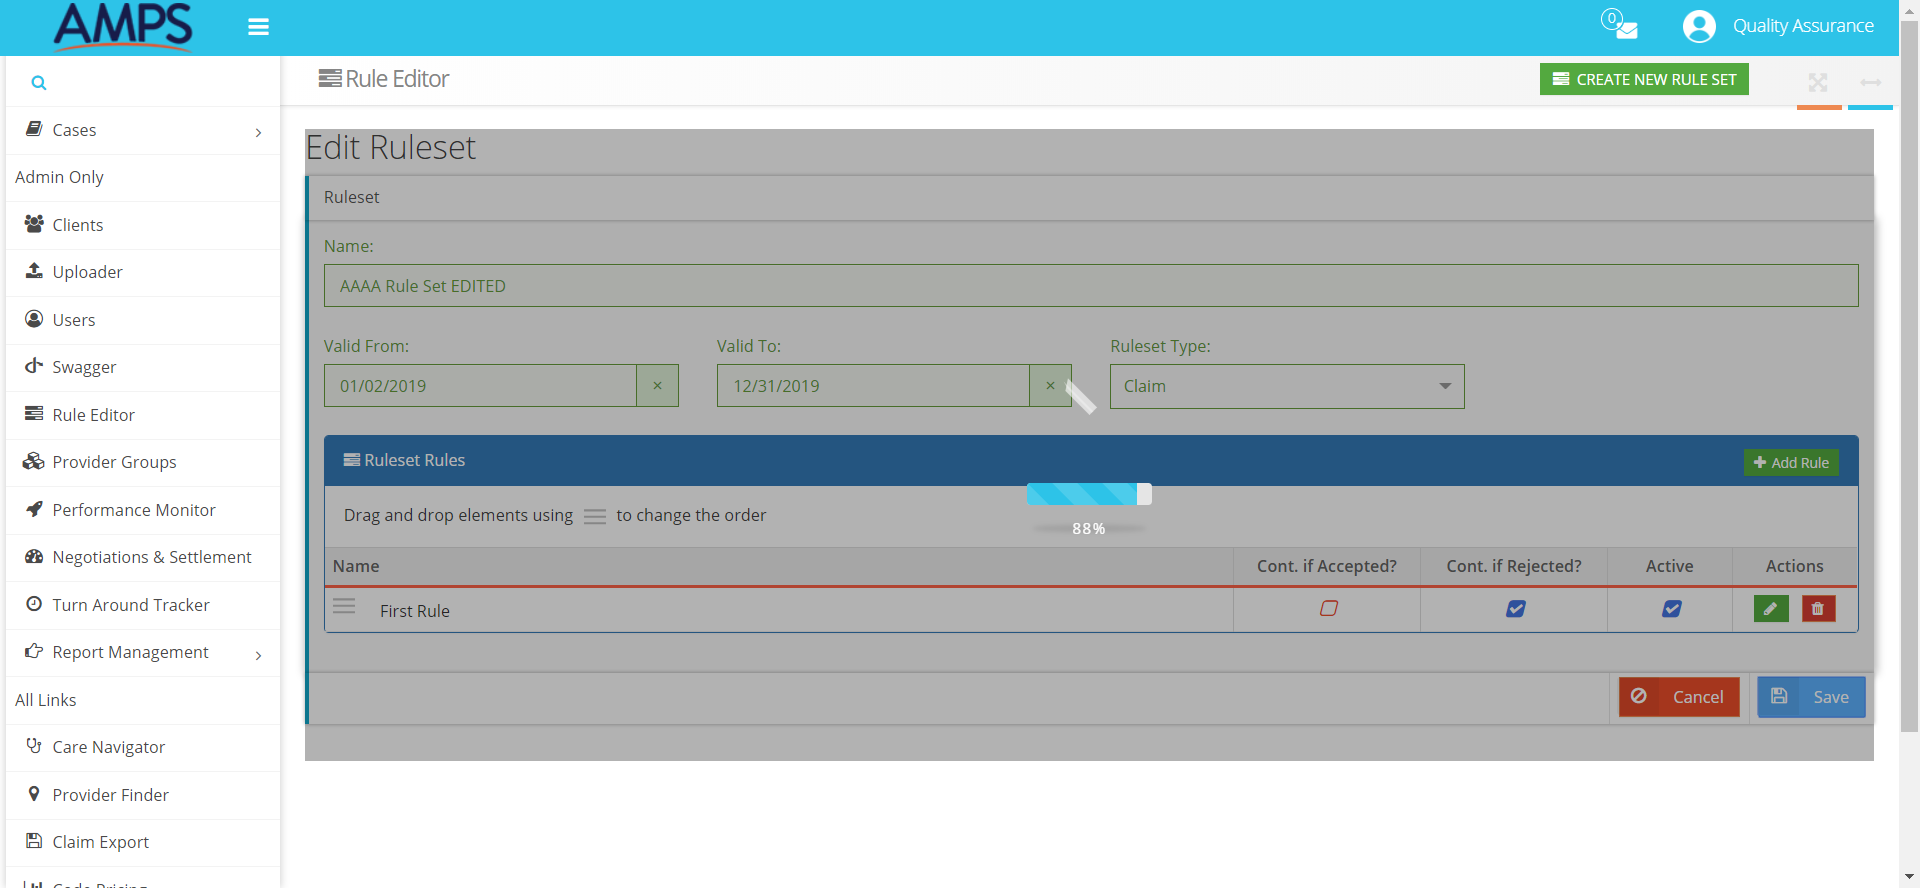 AMPS
0
Quality Assurance
Rule Editor
CREATE NEW RULE SET
Cases
Admin Only
Clients
Uploader
Users
Swagger
Rule Editor
Provider Groups
Performance Monitor
Negotiations & Settlement
Turn Around Tracker
Report Management
All Links
Care Navigator
Provider Finder
Claim Export
Code Pricing
Edit Ruleset
Ruleset
Name:
AAAA Rule Set EDITED
Valid From:
Valid To:
Ruleset Type:
01/02/2019 ×
12/31/2019 ×
Claim
Ruleset Rules
Add Rule
Drag and drop elements using to change the order
88%
Name
Cont. if Accepted?
Cont. if Rejected?
Active
Actions
First Rule
Cancel
Save